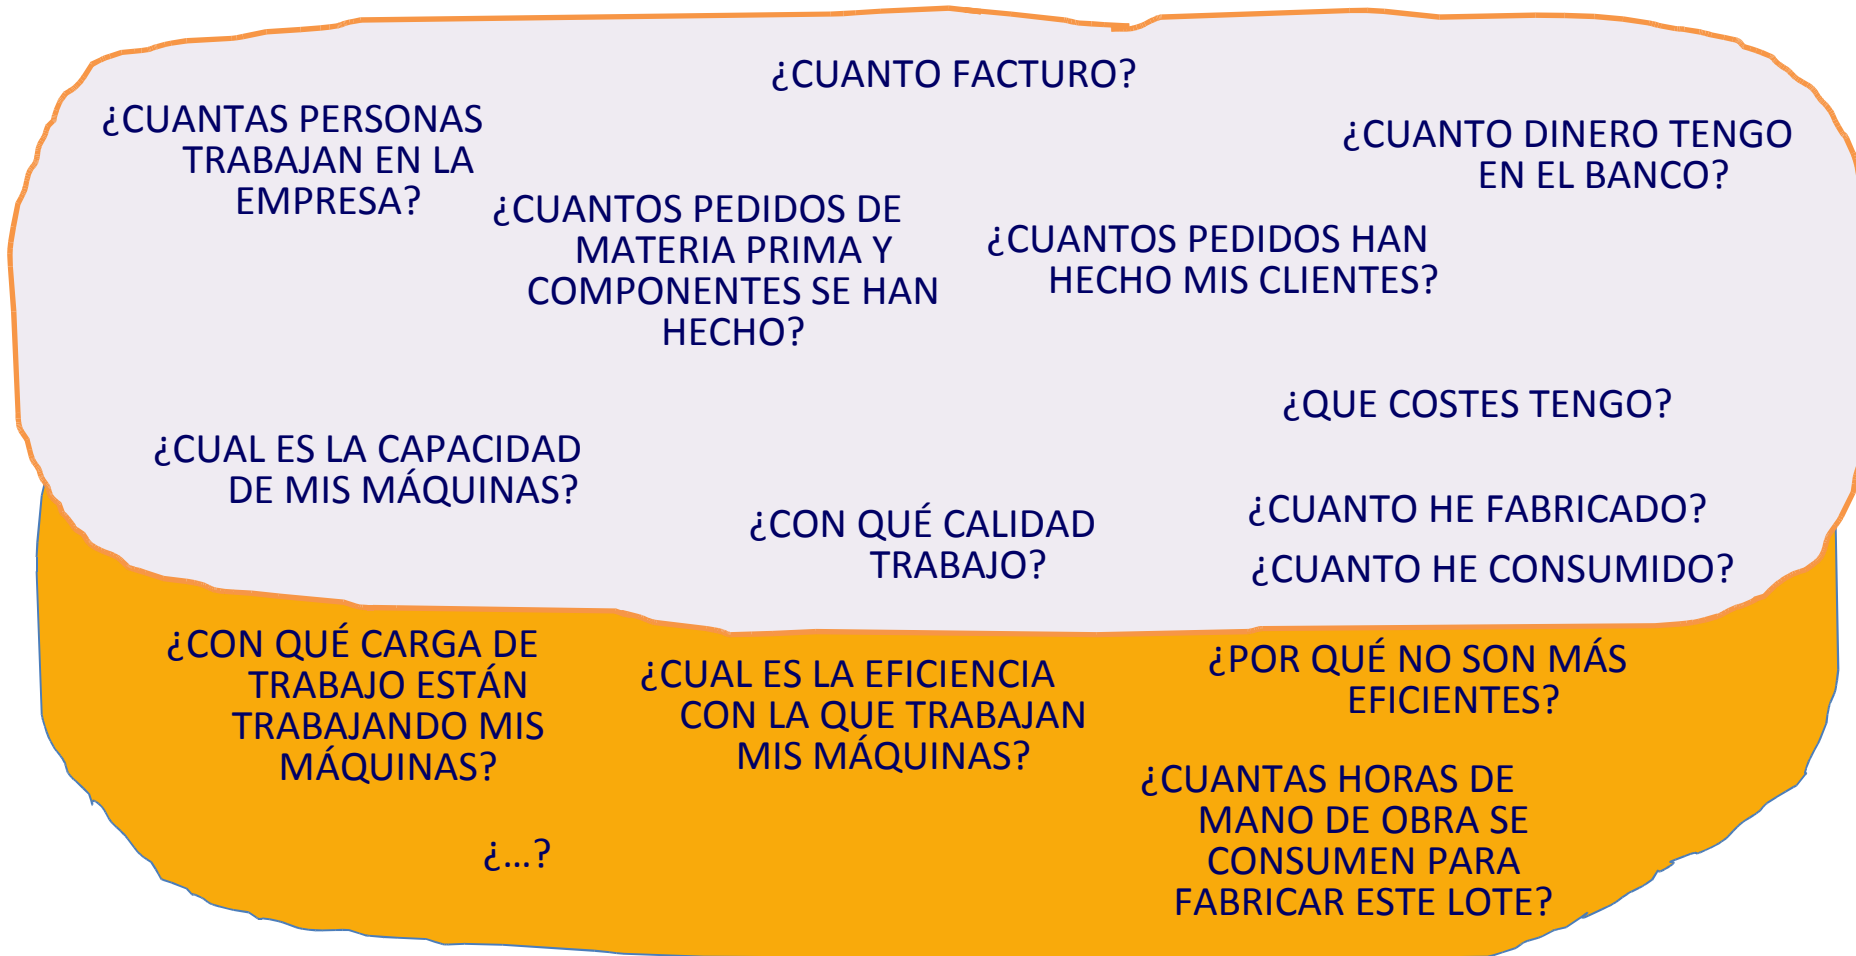 ¿CUANTO FACTURO?
¿CUANTAS PERSONAS
TRABAJAN EN LA
EMPRESA?
¿CUANTO DINERO TENGO
EN EL BANCO?
¿CUANTOS PEDIDOS DE
MATERIA PRIMA Y
COMPONENTES SE HAN
HECHO?
¿CUANTOS PEDIDOS HAN
HECHO MIS CLIENTES?
¿QUE COSTES TENGO?
¿CUAL ES LA CAPACIDAD
DE MIS MÁQUINAS?
¿CON QUÉ CALIDAD
TRABAJO?
¿CUANTO HE FABRICADO?
¿CUANTO HE CONSUMIDO?
¿CON QUÉ CARGA DE
TRABAJO ESTÁN
TRABAJANDO MIS
MÁQUINAS?
¿CUAL ES LA EFICIENCIA
CON LA QUE TRABAJAN
MIS MÁQUINAS?
¿POR QUÉ NO SON MÁS
EFICIENTES?
¿CUANTAS HORAS DE
MANO DE OBRA SE
CONSUMEN PARA
FABRICAR ESTE LOTE?
¿...?